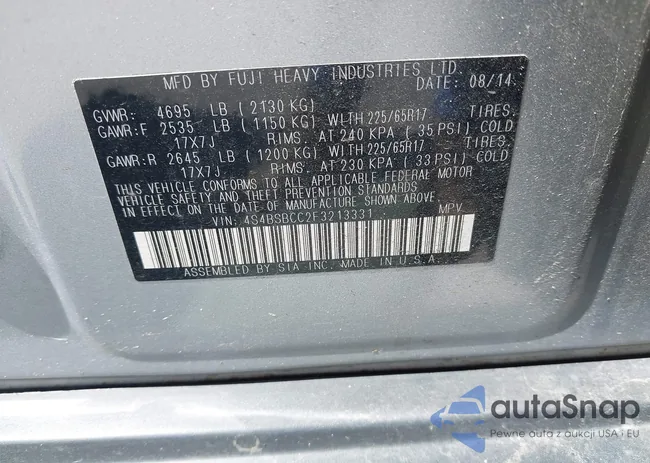 MFD BY FUJI HEAVY INDUSTRIES LTD.
DATE: 08/14
GVWR: 4695 LB (2130 KG)
GAWR:F 2535 LB (1150 KG) WITH 225/65R17 TIRES.
17X7J RIMS. AT 240 KPA (35 PSI) COLD
GAWR:R 2645 LB (1200 KG) WITH 225/65R17 TIRES.
17X7J RIMS. AT 230 KPA (33 PSI) COLD
THIS VEHICLE CONFORMS TO ALL APPLICABLE FEDERAL MOTOR
VEHICLE SAFETY AND THEFT PREVENTION STANDARDS
IN EFFECT ON THE DATE OF MANUFACTURE SHOWN ABOVE.
VIN: 4S4BSBCC2F3213331 MPV
ASSEMBLED BY SIA INC. MADE IN U.S.A.
autaSnap
Pewne auta z aukcji USA i EU